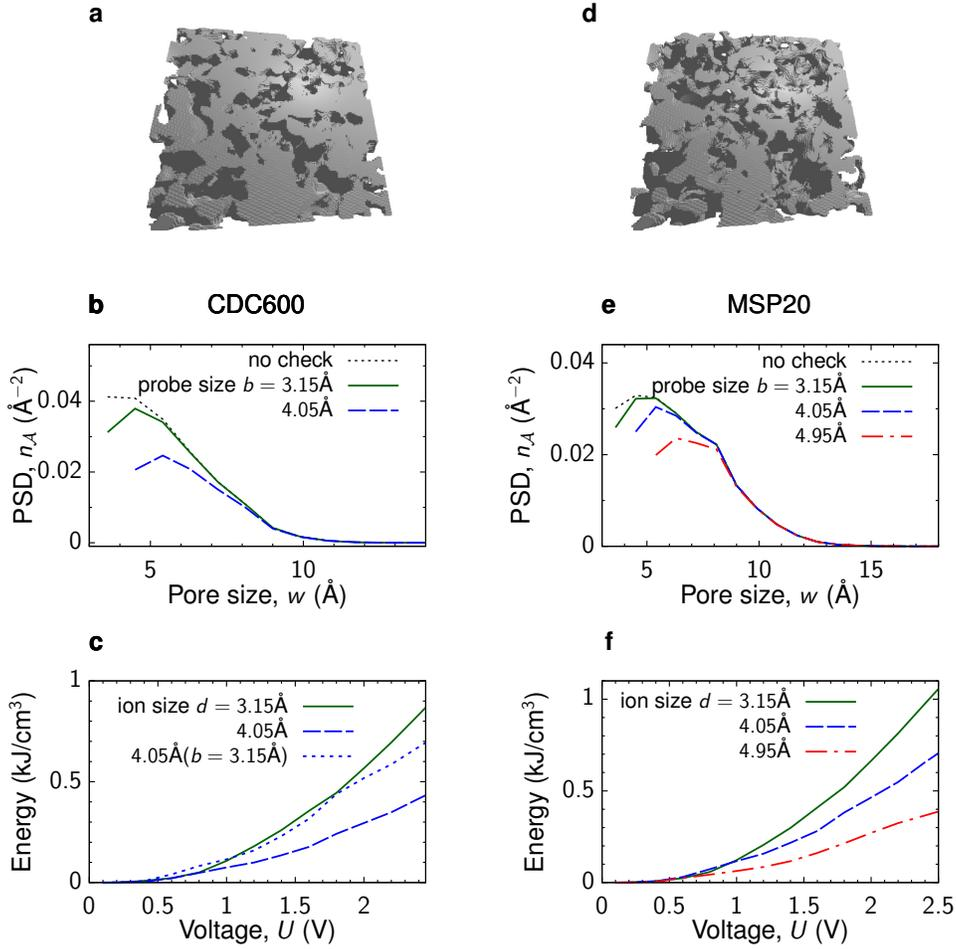 a
d
b CDC600
PSD, n𝒜 (Å⁻²)
0.04
0.02
0
no check
probe size b = 3.15Å
4.05Å
5 10
Pore size, w (Å)
e MSP20
PSD, n𝒜 (Å⁻²)
0.04
0.02
0
no check
probe size b = 3.15Å
4.05Å
4.95Å
5 10 15
Pore size, w (Å)
c
Energy (kJ/cm³)
1
0.5
0
ion size d = 3.15Å
4.05Å
4.05Å(b = 3.15Å)
0 0.5 1 1.5 2
Voltage, U (V)
f
Energy (kJ/cm³)
1
0.5
0
ion size d = 3.15Å
4.05Å
4.95Å
0 0.5 1 1.5 2 2.5
Voltage, U (V)